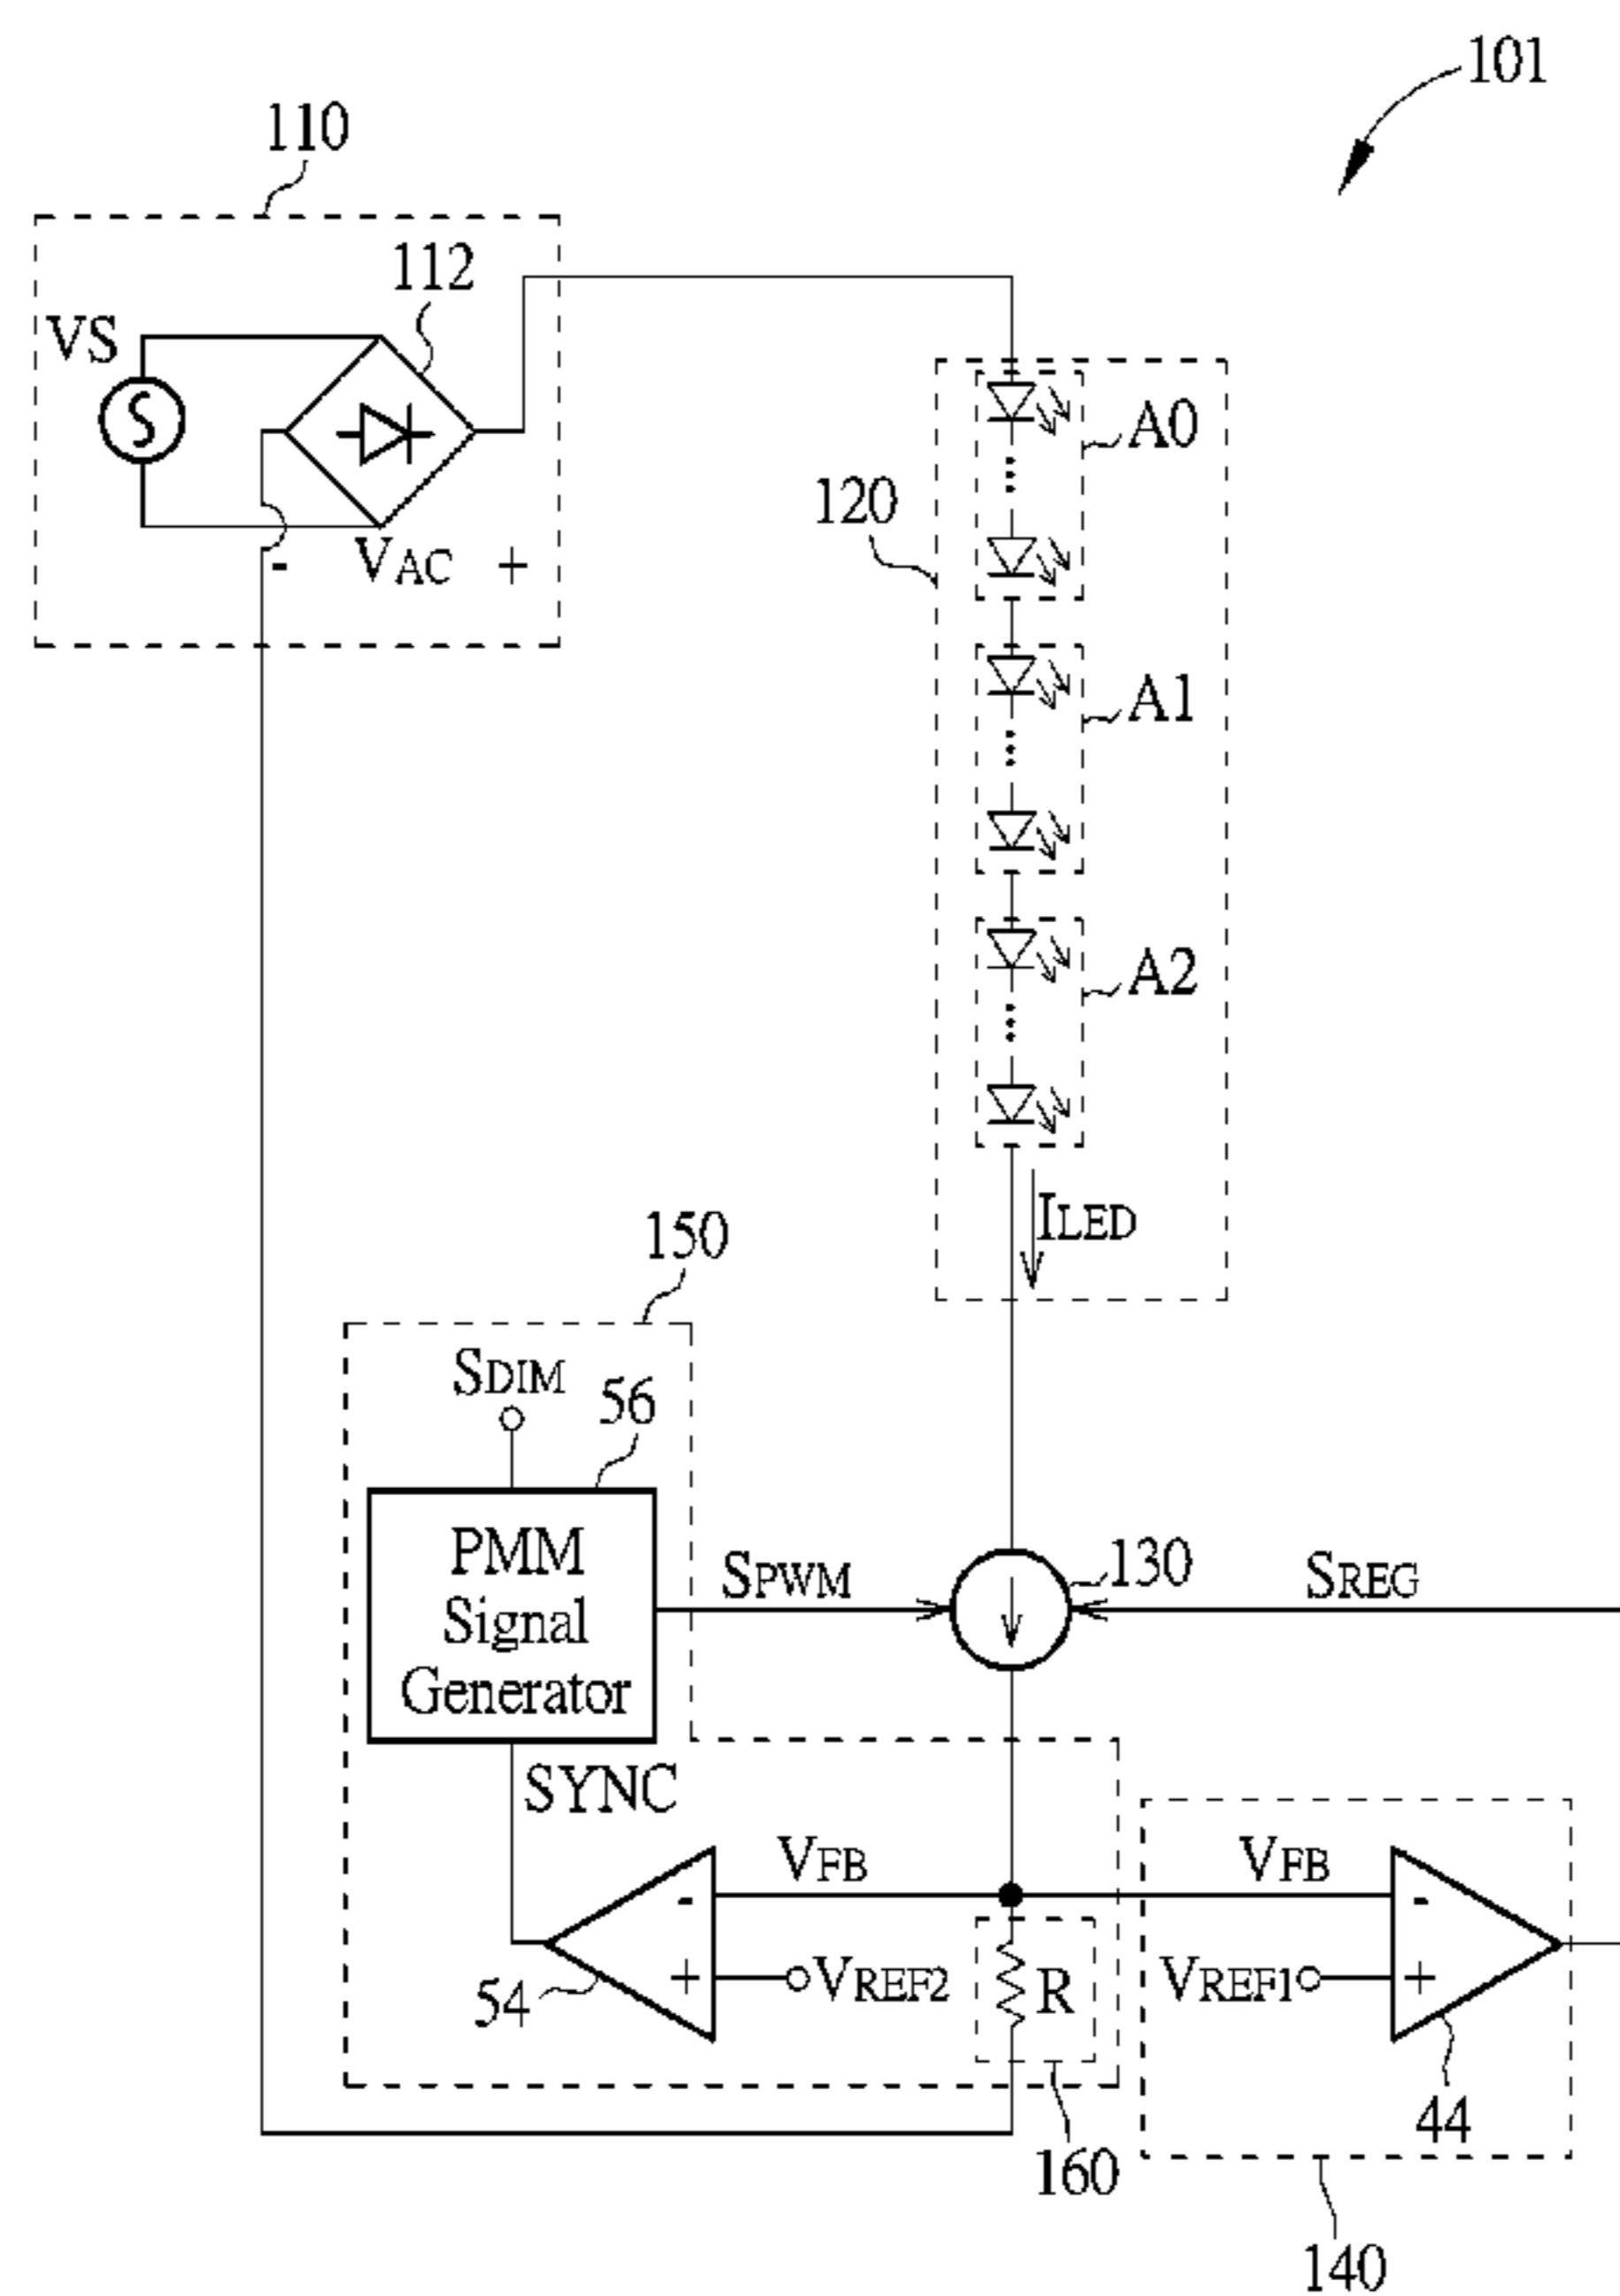 101
110
112
VS
- VAC +
A0
120
A1
A2
ILED
150
SDIM
56
PMM
Signal
Generator
SPWM
130
SREG
SYNC
VFB
VFB
-
-
+
VREF2
R
VREF1
+
54
44
160
140